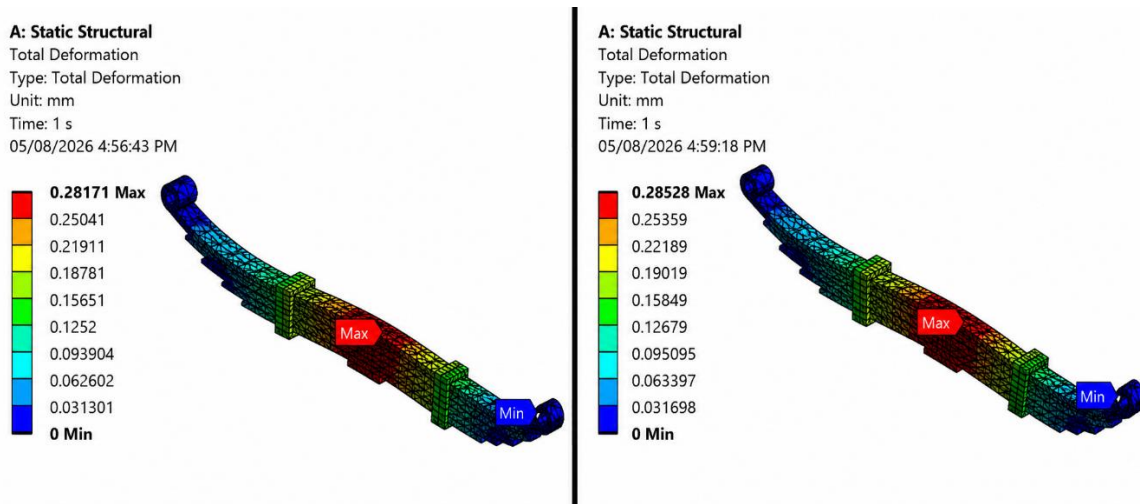 A: Static Structural
Total Deformation
Type: Total Deformation
Unit: mm
Time: 1 s
05/08/2026 4:56:43 PM
0.28171 Max
0.25041
0.21911
0.18781
0.15651
0.1252
0.093904
0.062602
0.031301
0 Min
Max
Min
A: Static Structural
Total Deformation
Type: Total Deformation
Unit: mm
Time: 1 s
05/08/2026 4:59:18 PM
0.28528 Max
0.25359
0.22189
0.19019
0.15849
0.12679
0.095095
0.063397
0.031698
0 Min
Max
Min